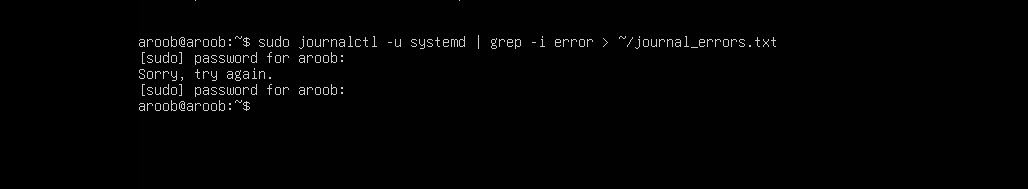 aroob@aroob:~$ sudo journalctl -u systemd | grep -i error > ~/journal_errors.txt
[sudo] password for aroob:
Sorry, try again.
[sudo] password for aroob:
aroob@aroob:~$